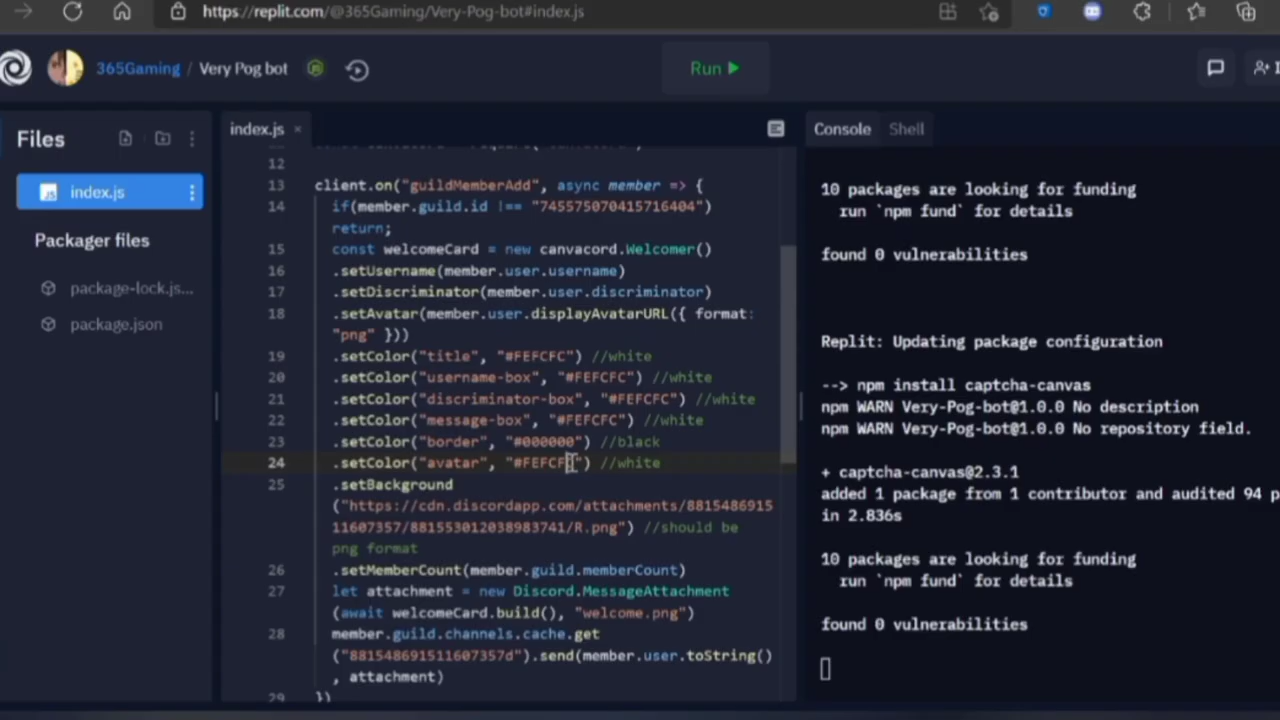 https://replit.com/@365Gaming/Very-Pog-bot#index.js
365Gaming / Very Pog bot
Run
Files
index.js
Packager files
package-lock.js...
package.json
index.js
12
13 client.on("guildMemberAdd", async member => {
14 if(member.guild.id !== "745575070415716404")
return;
15 const welcomeCard = new canvacord.Welcomer()
16 .setUsername(member.user.username)
17 .setDiscriminator(member.user.discriminator)
18 .setAvatar(member.user.displayAvatarURL({ format:
"png" }))
19 .setColor("title", "#FEFCFC") //white
20 .setColor("username-box", "#FEFCFC") //white
21 .setColor("discriminator-box", "#FEFCFC") //white
22 .setColor("message-box", "#FEFCFC") //white
23 .setColor("border", "#000000") //black
24 .setColor("avatar", "#FEFCFC") //white
25 .setBackground
("https://cdn.discordapp.com/attachments/8815486915
11607357/881553012038983741/R.png") //should be
png format
26 .setMemberCount(member.guild.memberCount)
27 let attachment = new Discord.MessageAttachment
(await welcomeCard.build(), "welcome.png")
28 member.guild.channels.cache.get
("881548691511607357d").send(member.user.toString()
, attachment)
29 })
Console Shell
10 packages are looking for funding
run `npm fund` for details
found 0 vulnerabilities
Replit: Updating package configuration
--> npm install captcha-canvas
npm WARN Very-Pog-bot@1.0.0 No description
npm WARN Very-Pog-bot@1.0.0 No repository field.
+ captcha-canvas@2.3.1
added 1 package from 1 contributor and audited 94 p
in 2.836s
10 packages are looking for funding
run `npm fund` for details
found 0 vulnerabilities